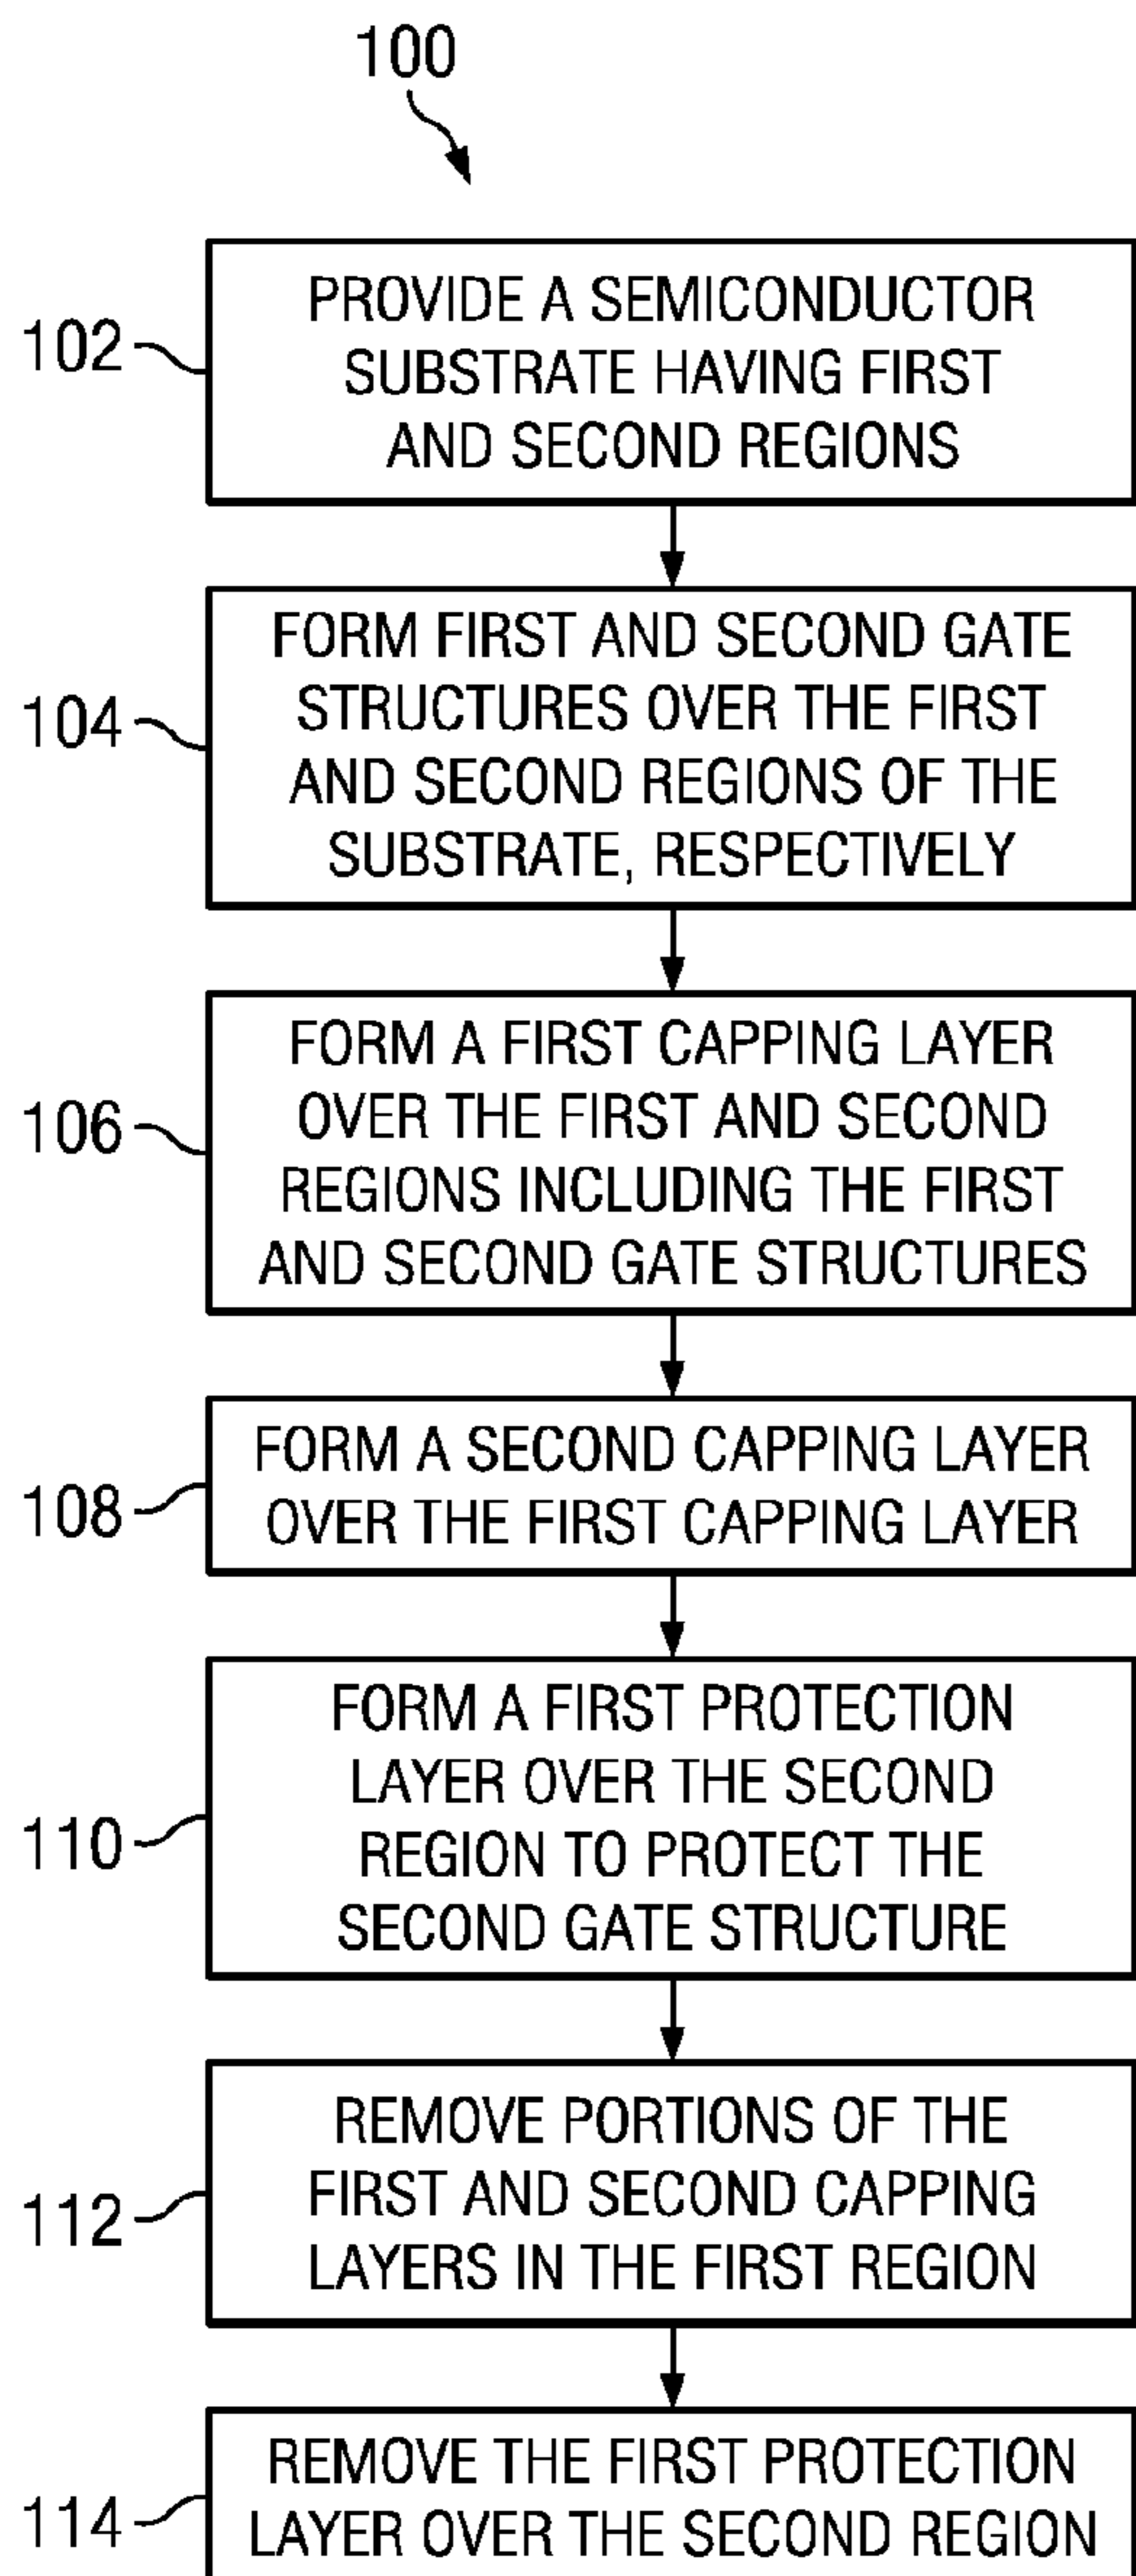 100
102
PROVIDE A SEMICONDUCTOR
SUBSTRATE HAVING FIRST
AND SECOND REGIONS
104
FORM FIRST AND SECOND GATE
STRUCTURES OVER THE FIRST
AND SECOND REGIONS OF THE
SUBSTRATE, RESPECTIVELY
106
FORM A FIRST CAPPING LAYER
OVER THE FIRST AND SECOND
REGIONS INCLUDING THE FIRST
AND SECOND GATE STRUCTURES
108
FORM A SECOND CAPPING LAYER
OVER THE FIRST CAPPING LAYER
110
FORM A FIRST PROTECTION
LAYER OVER THE SECOND
REGION TO PROTECT THE
SECOND GATE STRUCTURE
112
REMOVE PORTIONS OF THE
FIRST AND SECOND CAPPING
LAYERS IN THE FIRST REGION
114
REMOVE THE FIRST PROTECTION
LAYER OVER THE SECOND REGION